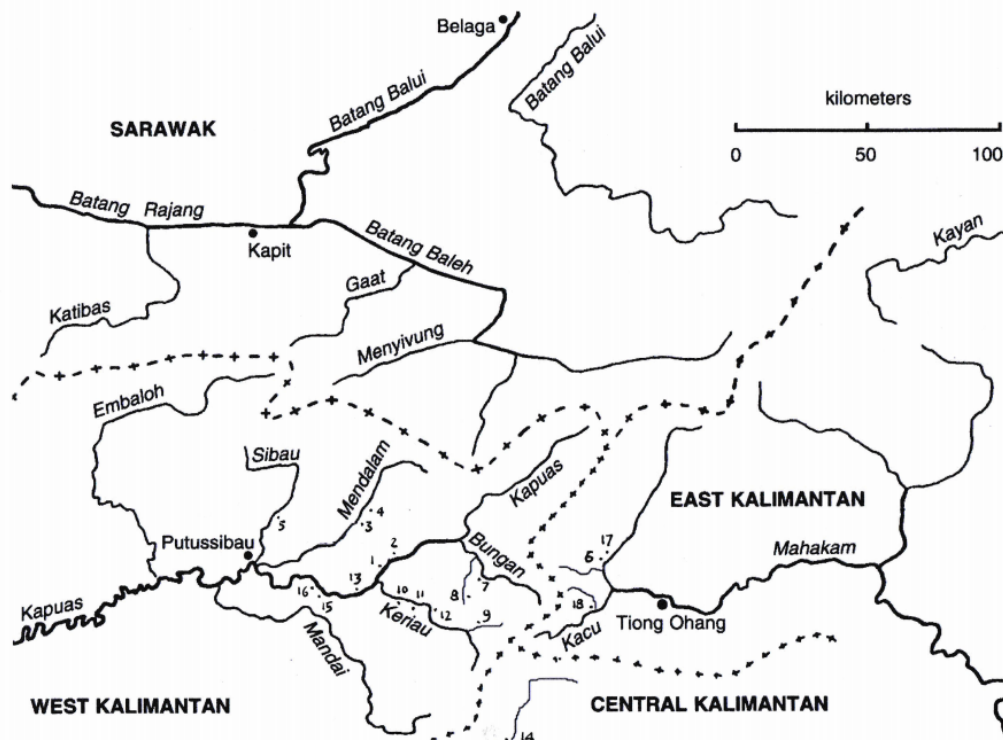 Belaga
Batang Balui
Batang Balui
kilometers
0 50 100
SARAWAK
Batang Rajang
Kapit
Batang Baleh
Kayan
Gaat
Katibas
Menyivung
Embaloh
Sibau
Mendalam
Kapuas
EAST KALIMANTAN
4
3
5
Putussibau
Bungan
17
6
Mahakam
2
1
13
16
15
10
11
12
7
8
9
18
Kapuas
Keriau
Kacu
Tiong Ohang
Mandai
WEST KALIMANTAN
CENTRAL KALIMANTAN
14